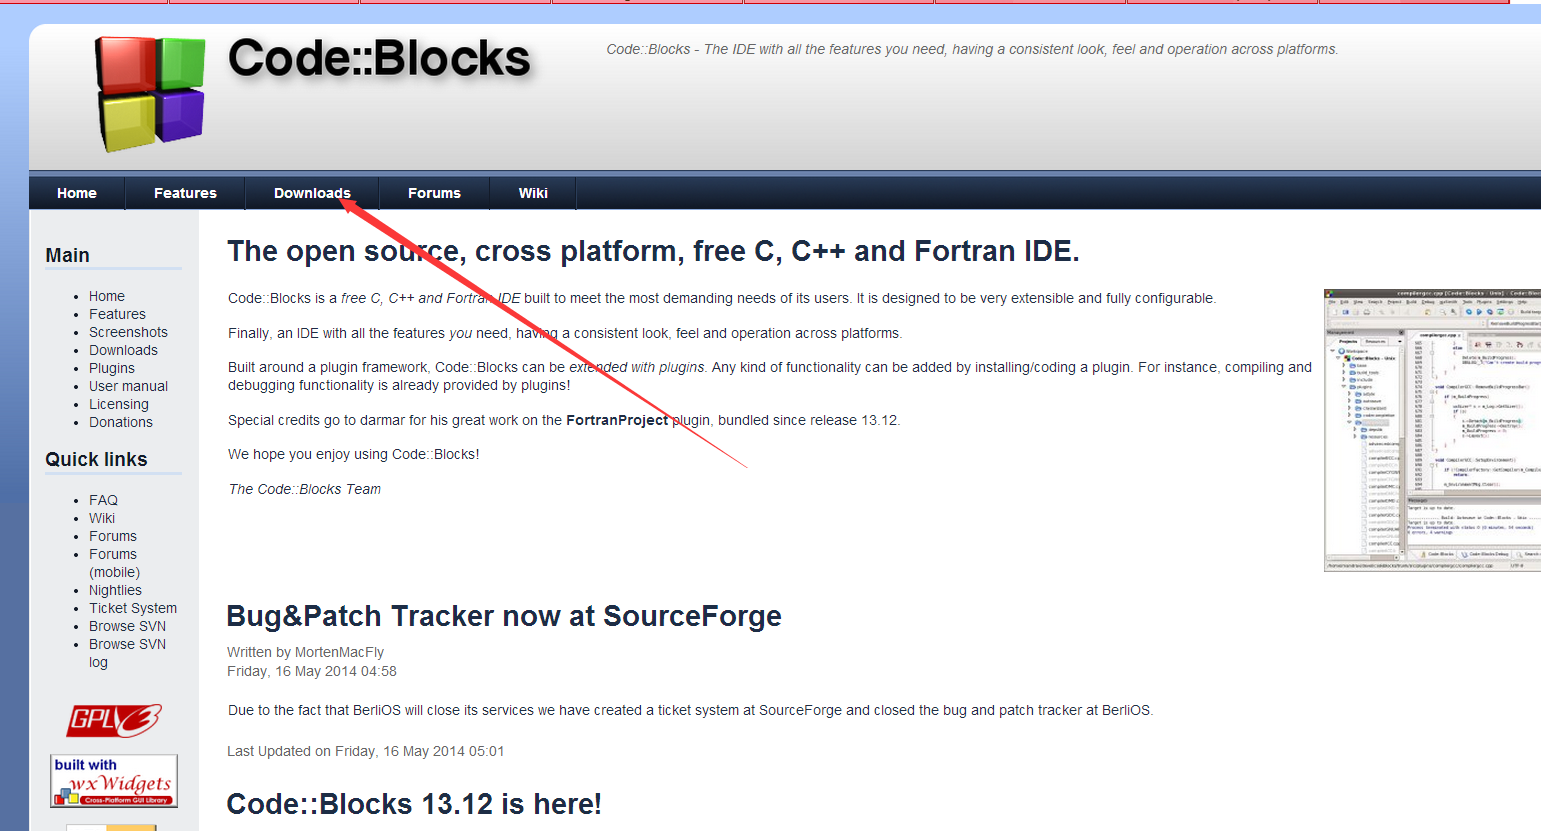 Code::Blocks
Code::Blocks - The IDE with all the features you need, having a consistent look, feel and operation across platforms.
Home Features Downloads Forums Wiki
Main
Home
Features
Screenshots
Downloads
Plugins
User manual
Licensing
Donations
Quick links
FAQ
Wiki
Forums
Forums
(mobile)
Nightlies
Ticket System
Browse SVN
Browse SVN
log
GPL v3
built with
wxWidgets
Cross-Platform GUI Library
The open source, cross platform, free C, C++ and Fortran IDE.
Code::Blocks is a free C, C++ and Fortran IDE built to meet the most demanding needs of its users. It is designed to be very extensible and fully configurable.
Finally, an IDE with all the features you need, having a consistent look, feel and operation across platforms.
Built around a plugin framework, Code::Blocks can be extended with plugins. Any kind of functionality can be added by installing/coding a plugin. For instance, compiling and
debugging functionality is already provided by plugins!
Special credits go to darmar for his great work on the FortranProject plugin, bundled since release 13.12.
We hope you enjoy using Code::Blocks!
The Code::Blocks Team
Bug&Patch Tracker now at SourceForge
Written by MortenMacFly
Friday, 16 May 2014 04:58
Due to the fact that BerliOS will close its services we have created a ticket system at SourceForge and closed the bug and patch tracker at BerliOS.
Last Updated on Friday, 16 May 2014 05:01
Code::Blocks 13.12 is here!